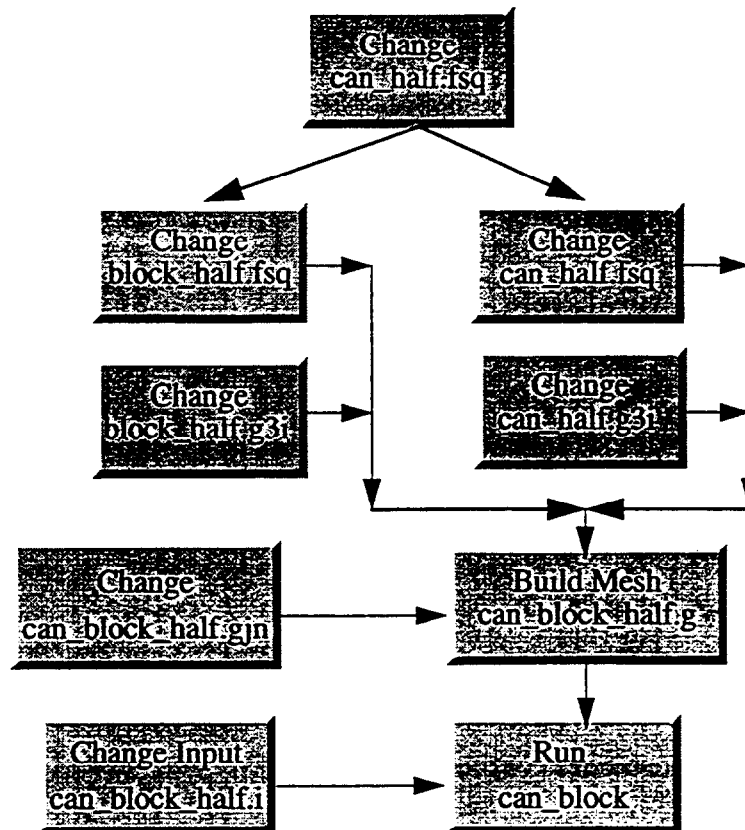 Change
can_half.fsq
Change
block_half.fsq
Change
can_half.fsq
Change
block_half.g3i
Change
can_half.g3i
Change
can_block_half.gjn
Build Mesh
can_block_half.g
Change Input
can_block_half.i
Run
can_block